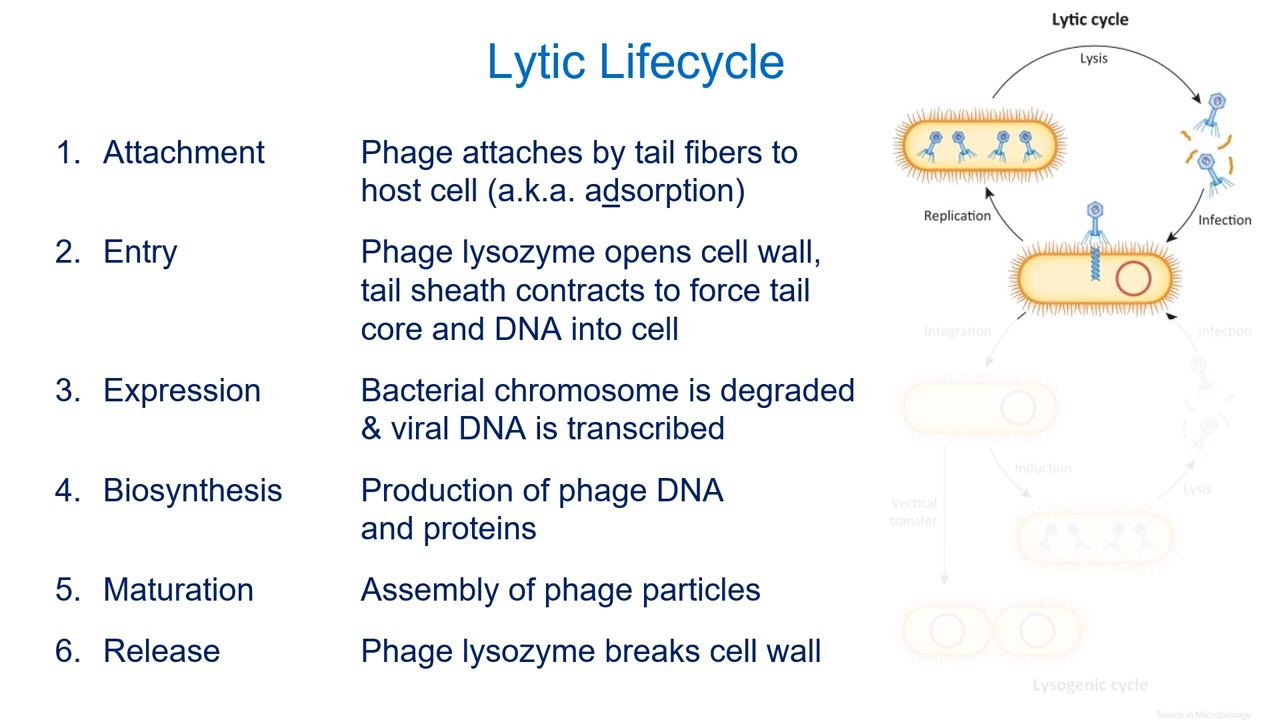 Lytic Lifecycle
1. Attachment Phage attaches by tail fibers to
host cell (a.k.a. adsorption)
2. Entry Phage lysozyme opens cell wall,
tail sheath contracts to force tail
core and DNA into cell
3. Expression Bacterial chromosome is degraded
& viral DNA is transcribed
4. Biosynthesis Production of phage DNA
and proteins
5. Maturation Assembly of phage particles
6. Release Phage lysozyme breaks cell wall
Lytic cycle
Lysis
Replication
Infection
Integration
Infection
Induction
Lysis
Vertical
transfer
Lysogenic cycle
Trends in Microbiology